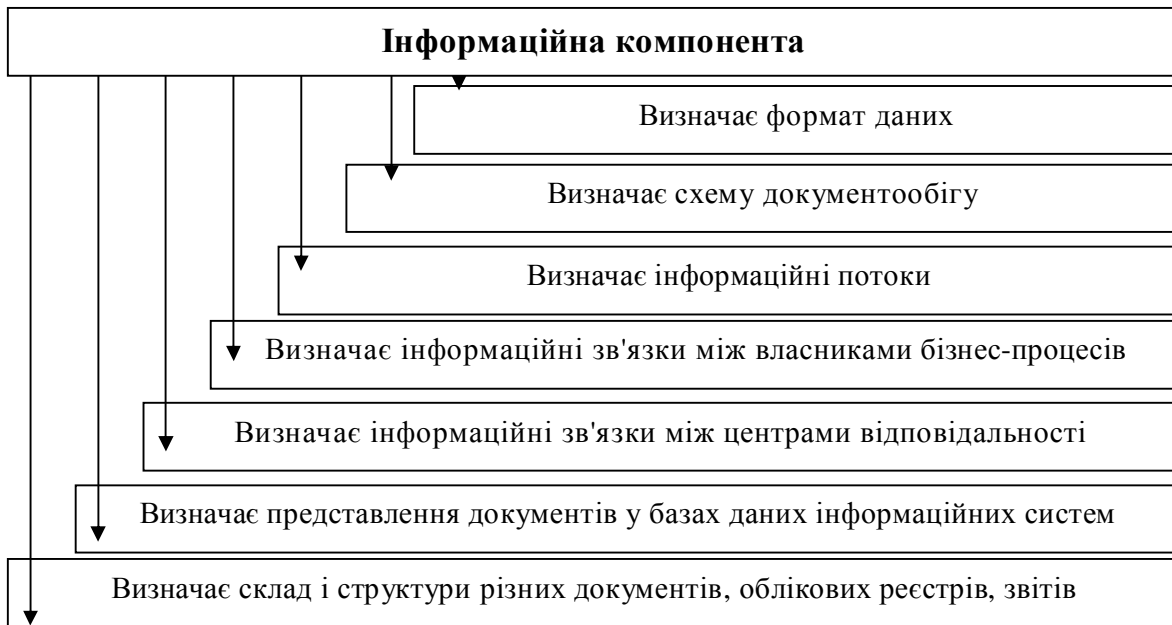 Інформаційна компонента
Визначає формат даних
Визначає схему документообігу
Визначає інформаційні потоки
Визначає інформаційні зв'язки між власниками бізнес-процесів
Визначає інформаційні зв'язки між центрами відповідальності
Визначає представлення документів у базах даних інформаційних систем
Визначає склад і структури різних документів, облікових реєстрів, звітів